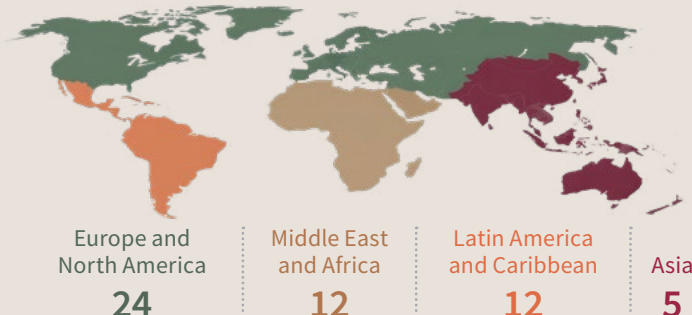 Europe and
North America
24
Middle East
and Africa
12
Latin America
and Caribbean
12
Asia
5